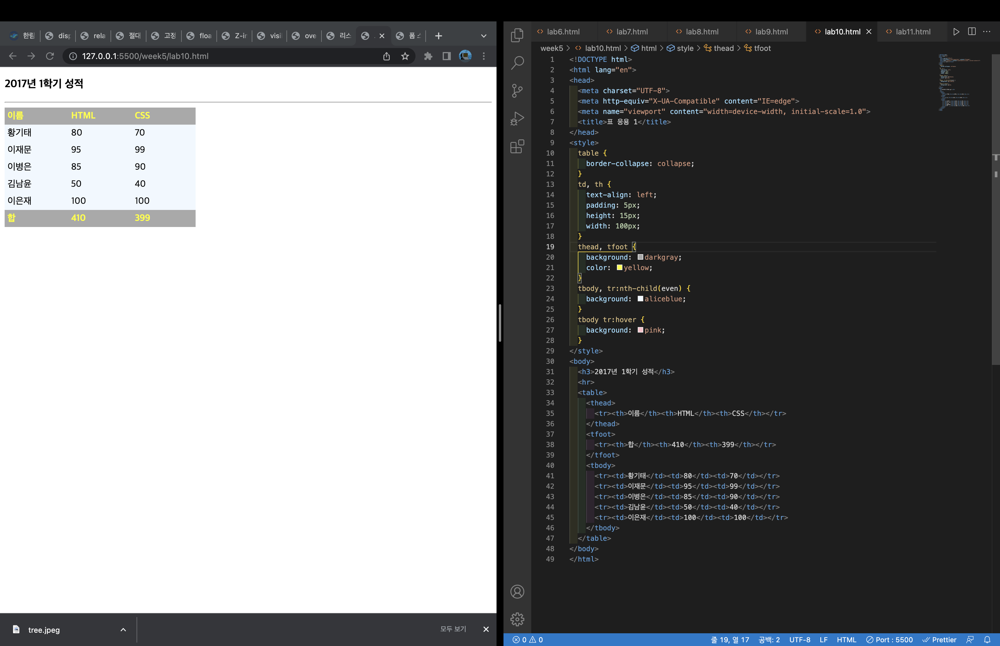 한림
disp
rela
절대
고정
floa
Z-in
visil
ove
리스
폼 스
127.0.0.1:5500/week5/lab10.html
2017년 1학기 성적
이름 HTML CSS
황기태 80 70
이재문 95 99
이병은 85 90
김남윤 50 40
이은재 100 100
합 410 399
tree.jpeg
모두 보기
lab6.html
lab7.html
lab8.html
lab9.html
lab10.html
lab11.html
week5 > lab10.html > html > style > thead > tfoot
1 <!DOCTYPE html>
2 <html lang="en">
3 <head>
4 <meta charset="UTF-8">
5 <meta http-equiv="X-UA-Compatible" content="IE=edge">
6 <meta name="viewport" content="width=device-width, initial-scale=1.0">
7 <title>표 응용 1</title>
8 </head>
9 <style>
10 table {
11 border-collapse: collapse;
12 }
13 td, th {
14 text-align: left;
15 padding: 5px;
16 height: 15px;
17 width: 100px;
18 }
19 thead, tfoot {
20 background: darkgray;
21 color: yellow;
22 }
23 tbody, tr:nth-child(even) {
24 background: aliceblue;
25 }
26 tbody tr:hover {
27 background: pink;
28 }
29 </style>
30 <body>
31 <h3>2017년 1학기 성적</h3>
32 <hr>
33 <table>
34 <thead>
35 <tr><th>이름</th><th>HTML</th><th>CSS</th></tr>
36 </thead>
37 <tfoot>
38 <tr><th>합</th><th>410</th><th>399</th></tr>
39 </tfoot>
40 <tbody>
41 <tr><td>황기태</td><td>80</td><td>70</td></tr>
42 <tr><td>이재문</td><td>95</td><td>99</td></tr>
43 <tr><td>이병은</td><td>85</td><td>90</td></tr>
44 <tr><td>김남윤</td><td>50</td><td>40</td></tr>
45 <tr><td>이은재</td><td>100</td><td>100</td></tr>
46 </tbody>
47 </table>
48 </body>
49 </html>
0 0 줄 19, 열 17 공백: 2 UTF-8 LF HTML Port : 5500 Prettier